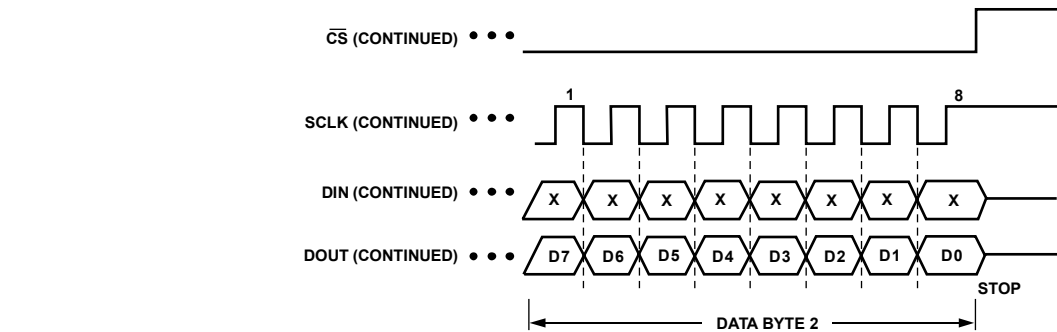 C̅S̅ (CONTINUED) • • •
1 8
SCLK (CONTINUED) • • •
DIN (CONTINUED) • • • X X X X X X X X
DOUT (CONTINUED) • • • D7 D6 D5 D4 D3 D2 D1 D0
STOP
DATA BYTE 2